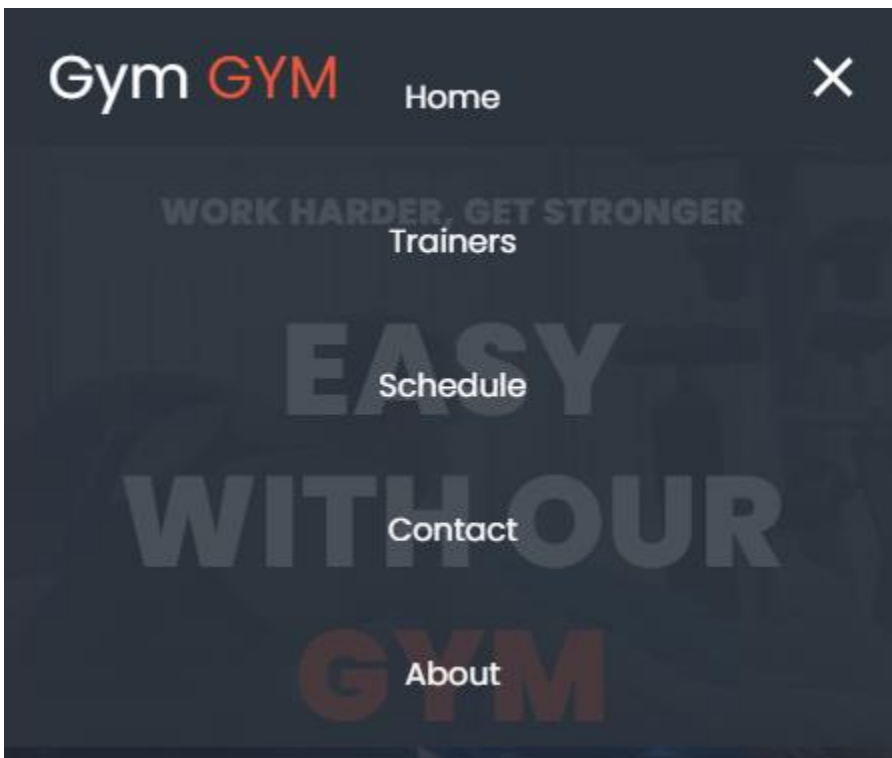 Gym GYM
Home
WORK HARDER, GET STRONGER
Trainers
EASY
Schedule
WITH OUR
Contact
GYM
About